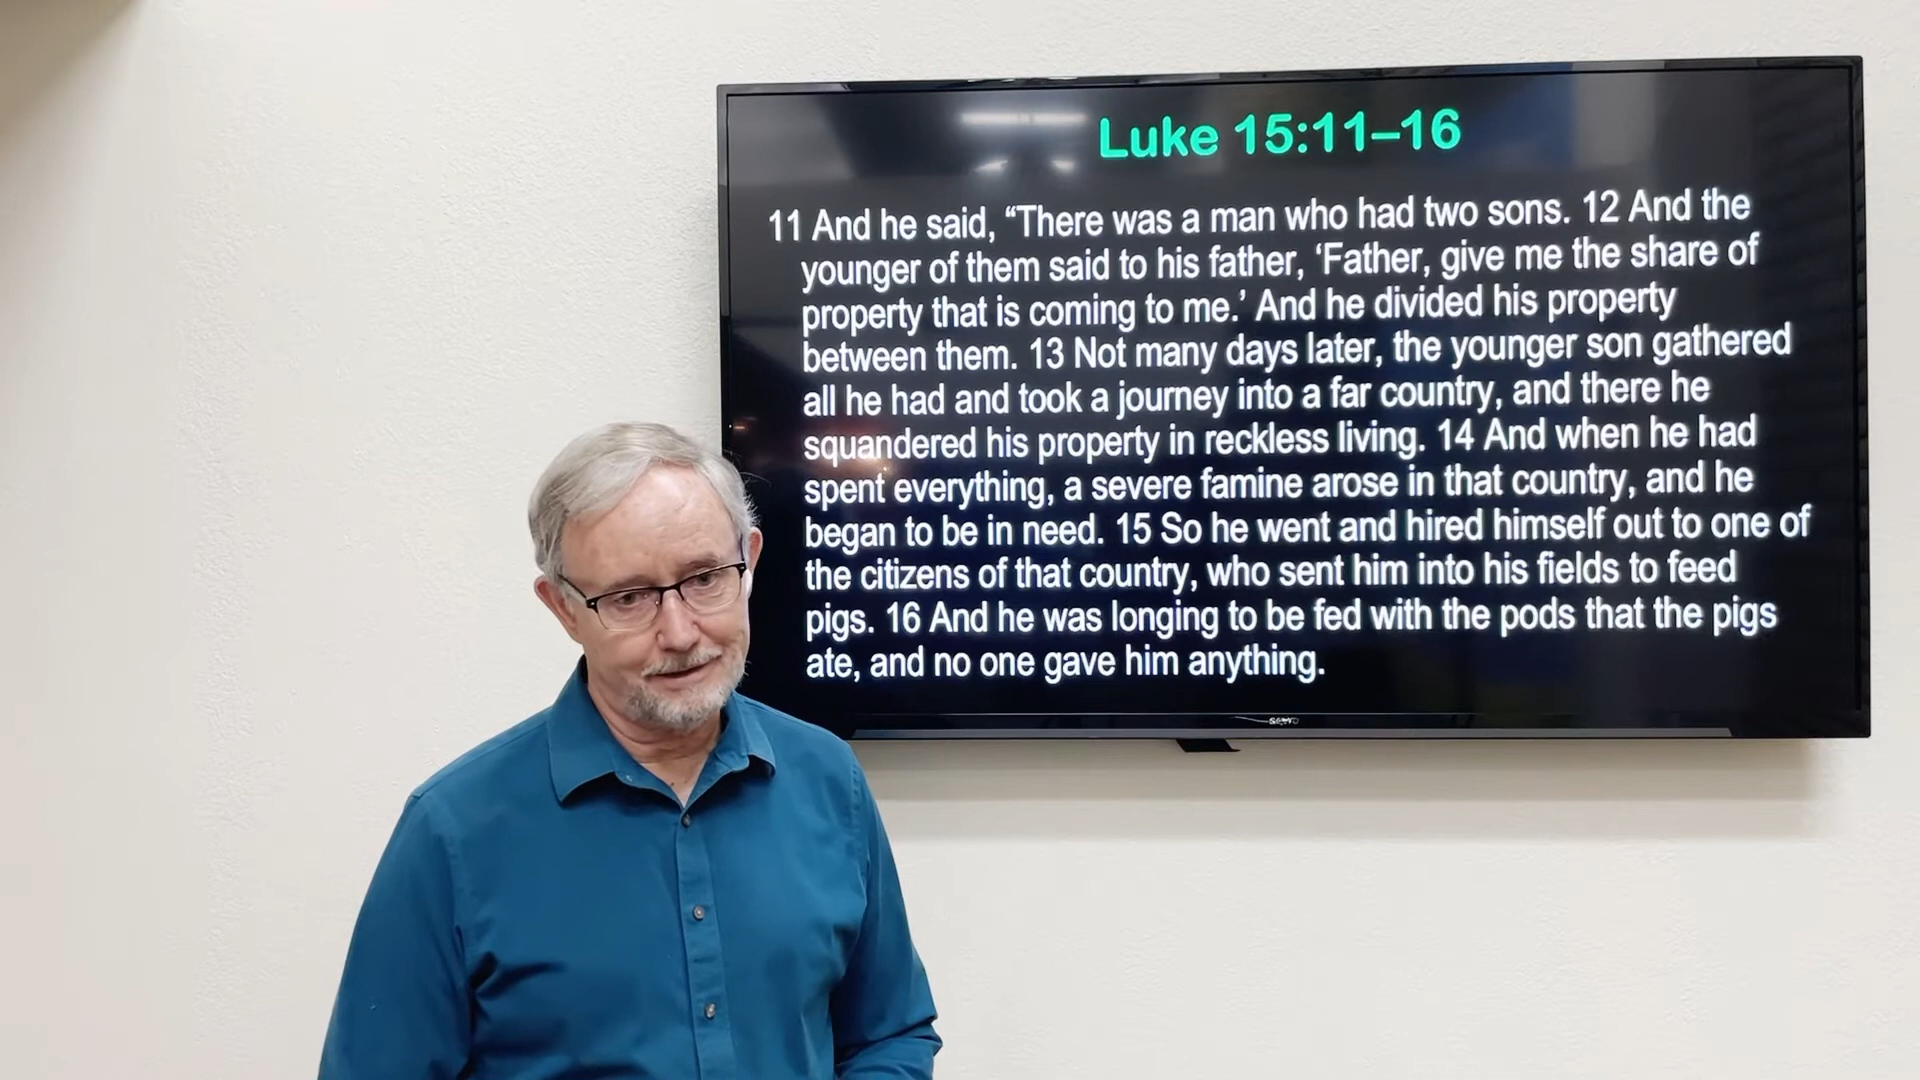 Luke 15:11–16
11 And he said, “There was a man who had two sons. 12 And the
younger of them said to his father, ‘Father, give me the share of
property that is coming to me.’ And he divided his property
between them. 13 Not many days later, the younger son gathered
all he had and took a journey into a far country, and there he
squandered his property in reckless living. 14 And when he had
spent everything, a severe famine arose in that country, and he
began to be in need. 15 So he went and hired himself out to one of
the citizens of that country, who sent him into his fields to feed
pigs. 16 And he was longing to be fed with the pods that the pigs
ate, and no one gave him anything.